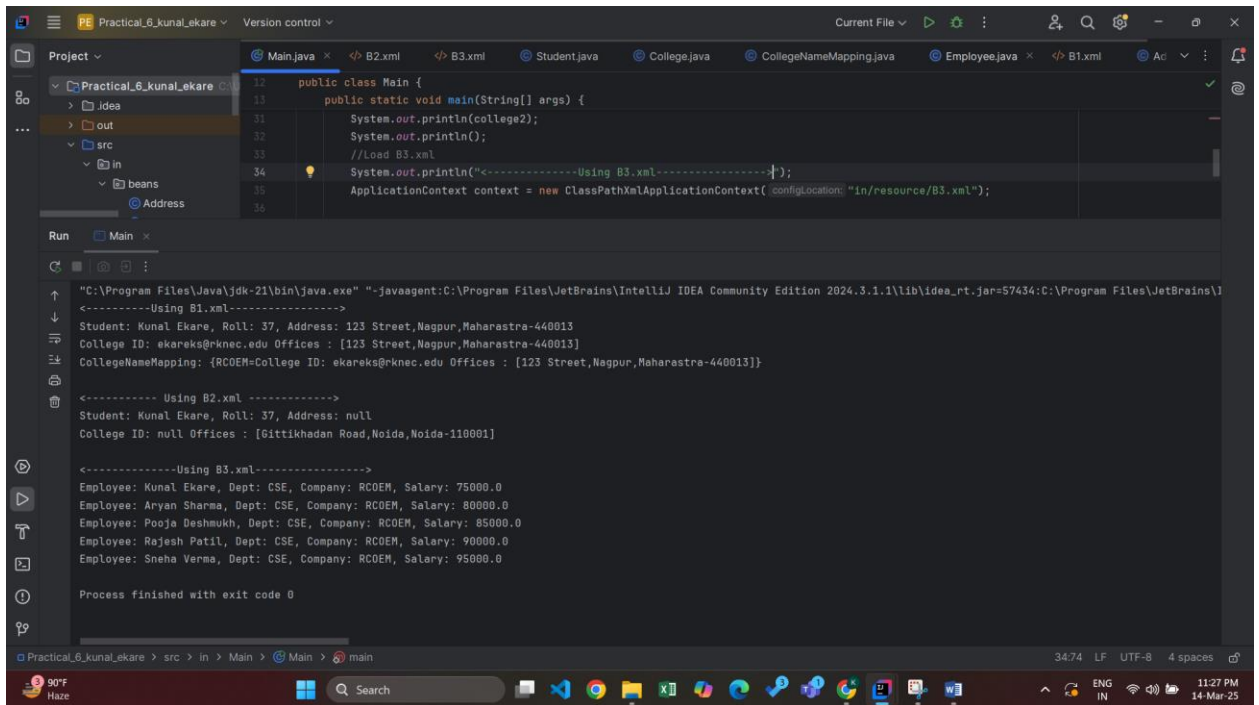 PE Practical_6_kunal_ekare Version control Current File
Project
Main.java B2.xml B3.xml Student.java College.java CollegeNameMapping.java Employee.java B1.xml Ad
Practical_6_kunal_ekare
.idea
out
src
in
beans
Address
12 public class Main {
13 public static void main(String[] args) {
31 System.out.println(college2);
32 System.out.println();
33 //Load B3.xml
34 System.out.println("<--------------Using B3.xml----------------->");
35 ApplicationContext context = new ClassPathXmlApplicationContext( configLocation: "in/resource/B3.xml");
36
Run Main
"C:\Program Files\Java\jdk-21\bin\java.exe" "-javaagent:C:\Program Files\JetBrains\IntelliJ IDEA Community Edition 2024.3.1.1\lib\idea_rt.jar=57434:C:\Program Files\JetBrains\I
<----------Using B1.xml----------------->
Student: Kunal Ekare, Roll: 37, Address: 123 Street,Nagpur,Maharastra-440013
College ID: ekareks@rknec.edu Offices : [123 Street,Nagpur,Maharastra-440013]
CollegeNameMapping: {RCOEM=College ID: ekareks@rknec.edu Offices : [123 Street,Nagpur,Maharastra-440013]}
<----------- Using B2.xml ------------->
Student: Kunal Ekare, Roll: 37, Address: null
College ID: null Offices : [Gittikhadan Road,Noida,Noida-110001]
<--------------Using B3.xml----------------->
Employee: Kunal Ekare, Dept: CSE, Company: RCOEM, Salary: 75000.0
Employee: Aryan Sharma, Dept: CSE, Company: RCOEM, Salary: 80000.0
Employee: Pooja Deshmukh, Dept: CSE, Company: RCOEM, Salary: 85000.0
Employee: Rajesh Patil, Dept: CSE, Company: RCOEM, Salary: 90000.0
Employee: Sneha Verma, Dept: CSE, Company: RCOEM, Salary: 95000.0
Process finished with exit code 0
Practical_6_kunal_ekare > src > in > Main > Main > main 34:74 LF UTF-8 4 spaces
3 90°F
Haze
Search
ENG
IN
11:27 PM
14-Mar-25